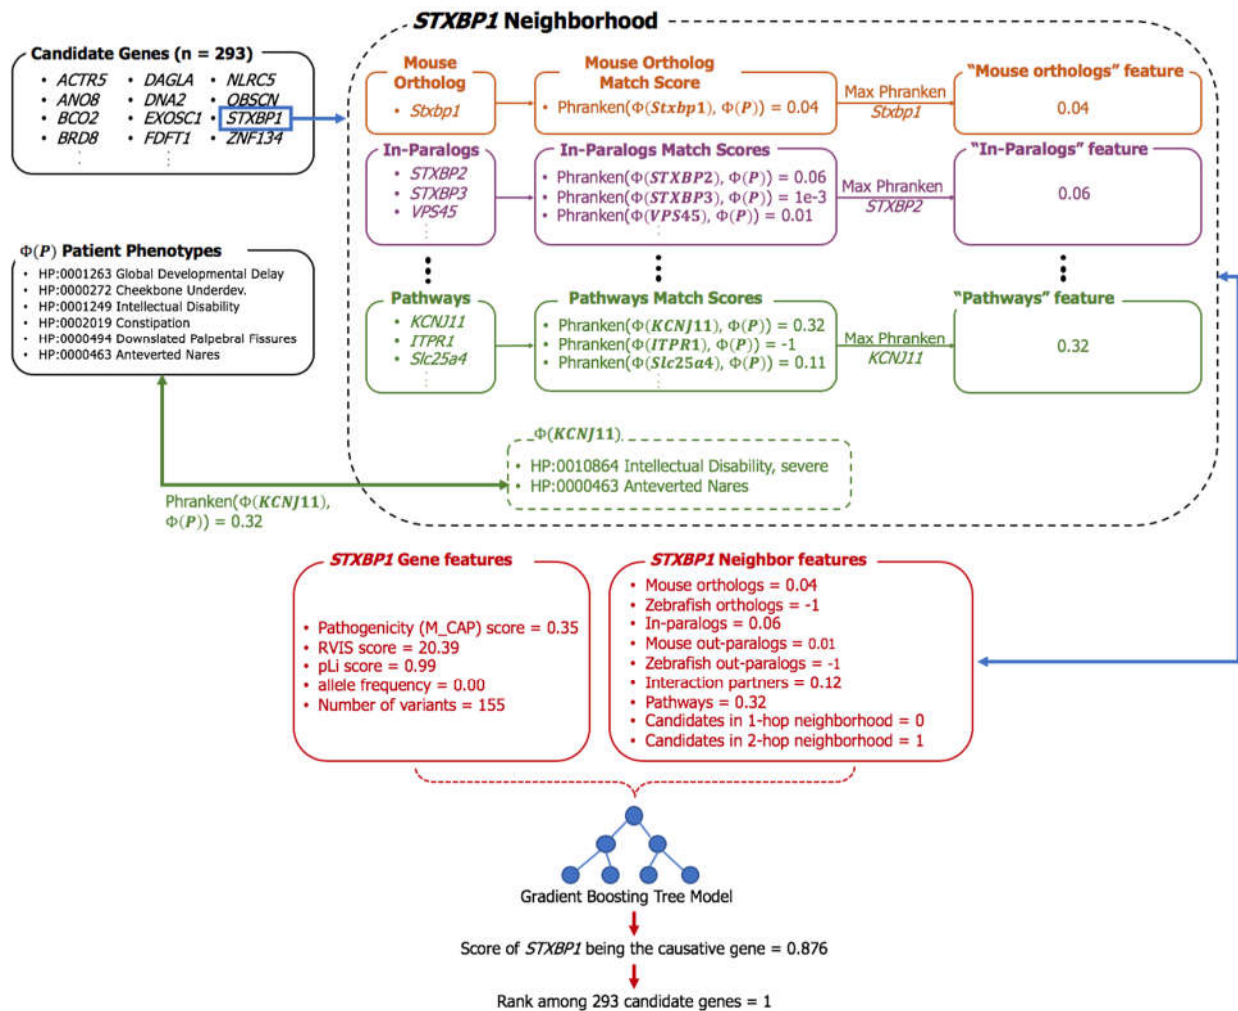 STXBP1 Neighborhood
Candidate Genes (n = 293)
• ACTR5 • DAGLA • NLRC5
• ANO8 • DNA2 • OBSCN
• BCO2 • EXOSC1 • STXBP1
• BRD8 • FDFT1 • ZNF134
Mouse
Ortholog
• Stxbp1
Mouse Ortholog
Match Score
• Phranken(Φ(Stxbp1), Φ(P)) = 0.04
Max Phranken
Stxbp1
“Mouse orthologs” feature
0.04
In-Paralogs
• STXBP2
• STXBP3
• VPS45
In-Paralogs Match Scores
• Phranken(Φ(STXBP2), Φ(P)) = 0.06
• Phranken(Φ(STXBP3), Φ(P)) = 1e-3
• Phranken(Φ(VPS45), Φ(P)) = 0.01
Max Phranken
STXBP2
“In-Paralogs” feature
0.06
Φ(P) Patient Phenotypes
• HP:0001263 Global Developmental Delay
• HP:0000272 Cheekbone Underdev.
• HP:0001249 Intellectual Disability
• HP:0002019 Constipation
• HP:0000494 Downslated Palpebral Fissures
• HP:0000463 Anteverted Nares
Pathways
• KCNJ11
• ITPR1
• Slc25a4
Pathways Match Scores
• Phranken(Φ(KCNJ11), Φ(P)) = 0.32
• Phranken(Φ(ITPR1), Φ(P)) = -1
• Phranken(Φ(Slc25a4), Φ(P)) = 0.11
Max Phranken
KCNJ11
“Pathways” feature
0.32
Φ(KCNJ11)
• HP:0010864 Intellectual Disability, severe
• HP:0000463 Anteverted Nares
Phranken(Φ(KCNJ11),
Φ(P)) = 0.32
STXBP1 Gene features
• Pathogenicity (M_CAP) score = 0.35
• RVIS score = 20.39
• pLi score = 0.99
• allele frequency = 0.00
• Number of variants = 155
STXBP1 Neighbor features
• Mouse orthologs = 0.04
• Zebrafish orthologs = -1
• In-paralogs = 0.06
• Mouse out-paralogs = 0.01
• Zebrafish out-paralogs = -1
• Interaction partners = 0.12
• Pathways = 0.32
• Candidates in 1-hop neighborhood = 0
• Candidates in 2-hop neighborhood = 1
Gradient Boosting Tree Model
Score of STXBP1 being the causative gene = 0.876
Rank among 293 candidate genes = 1